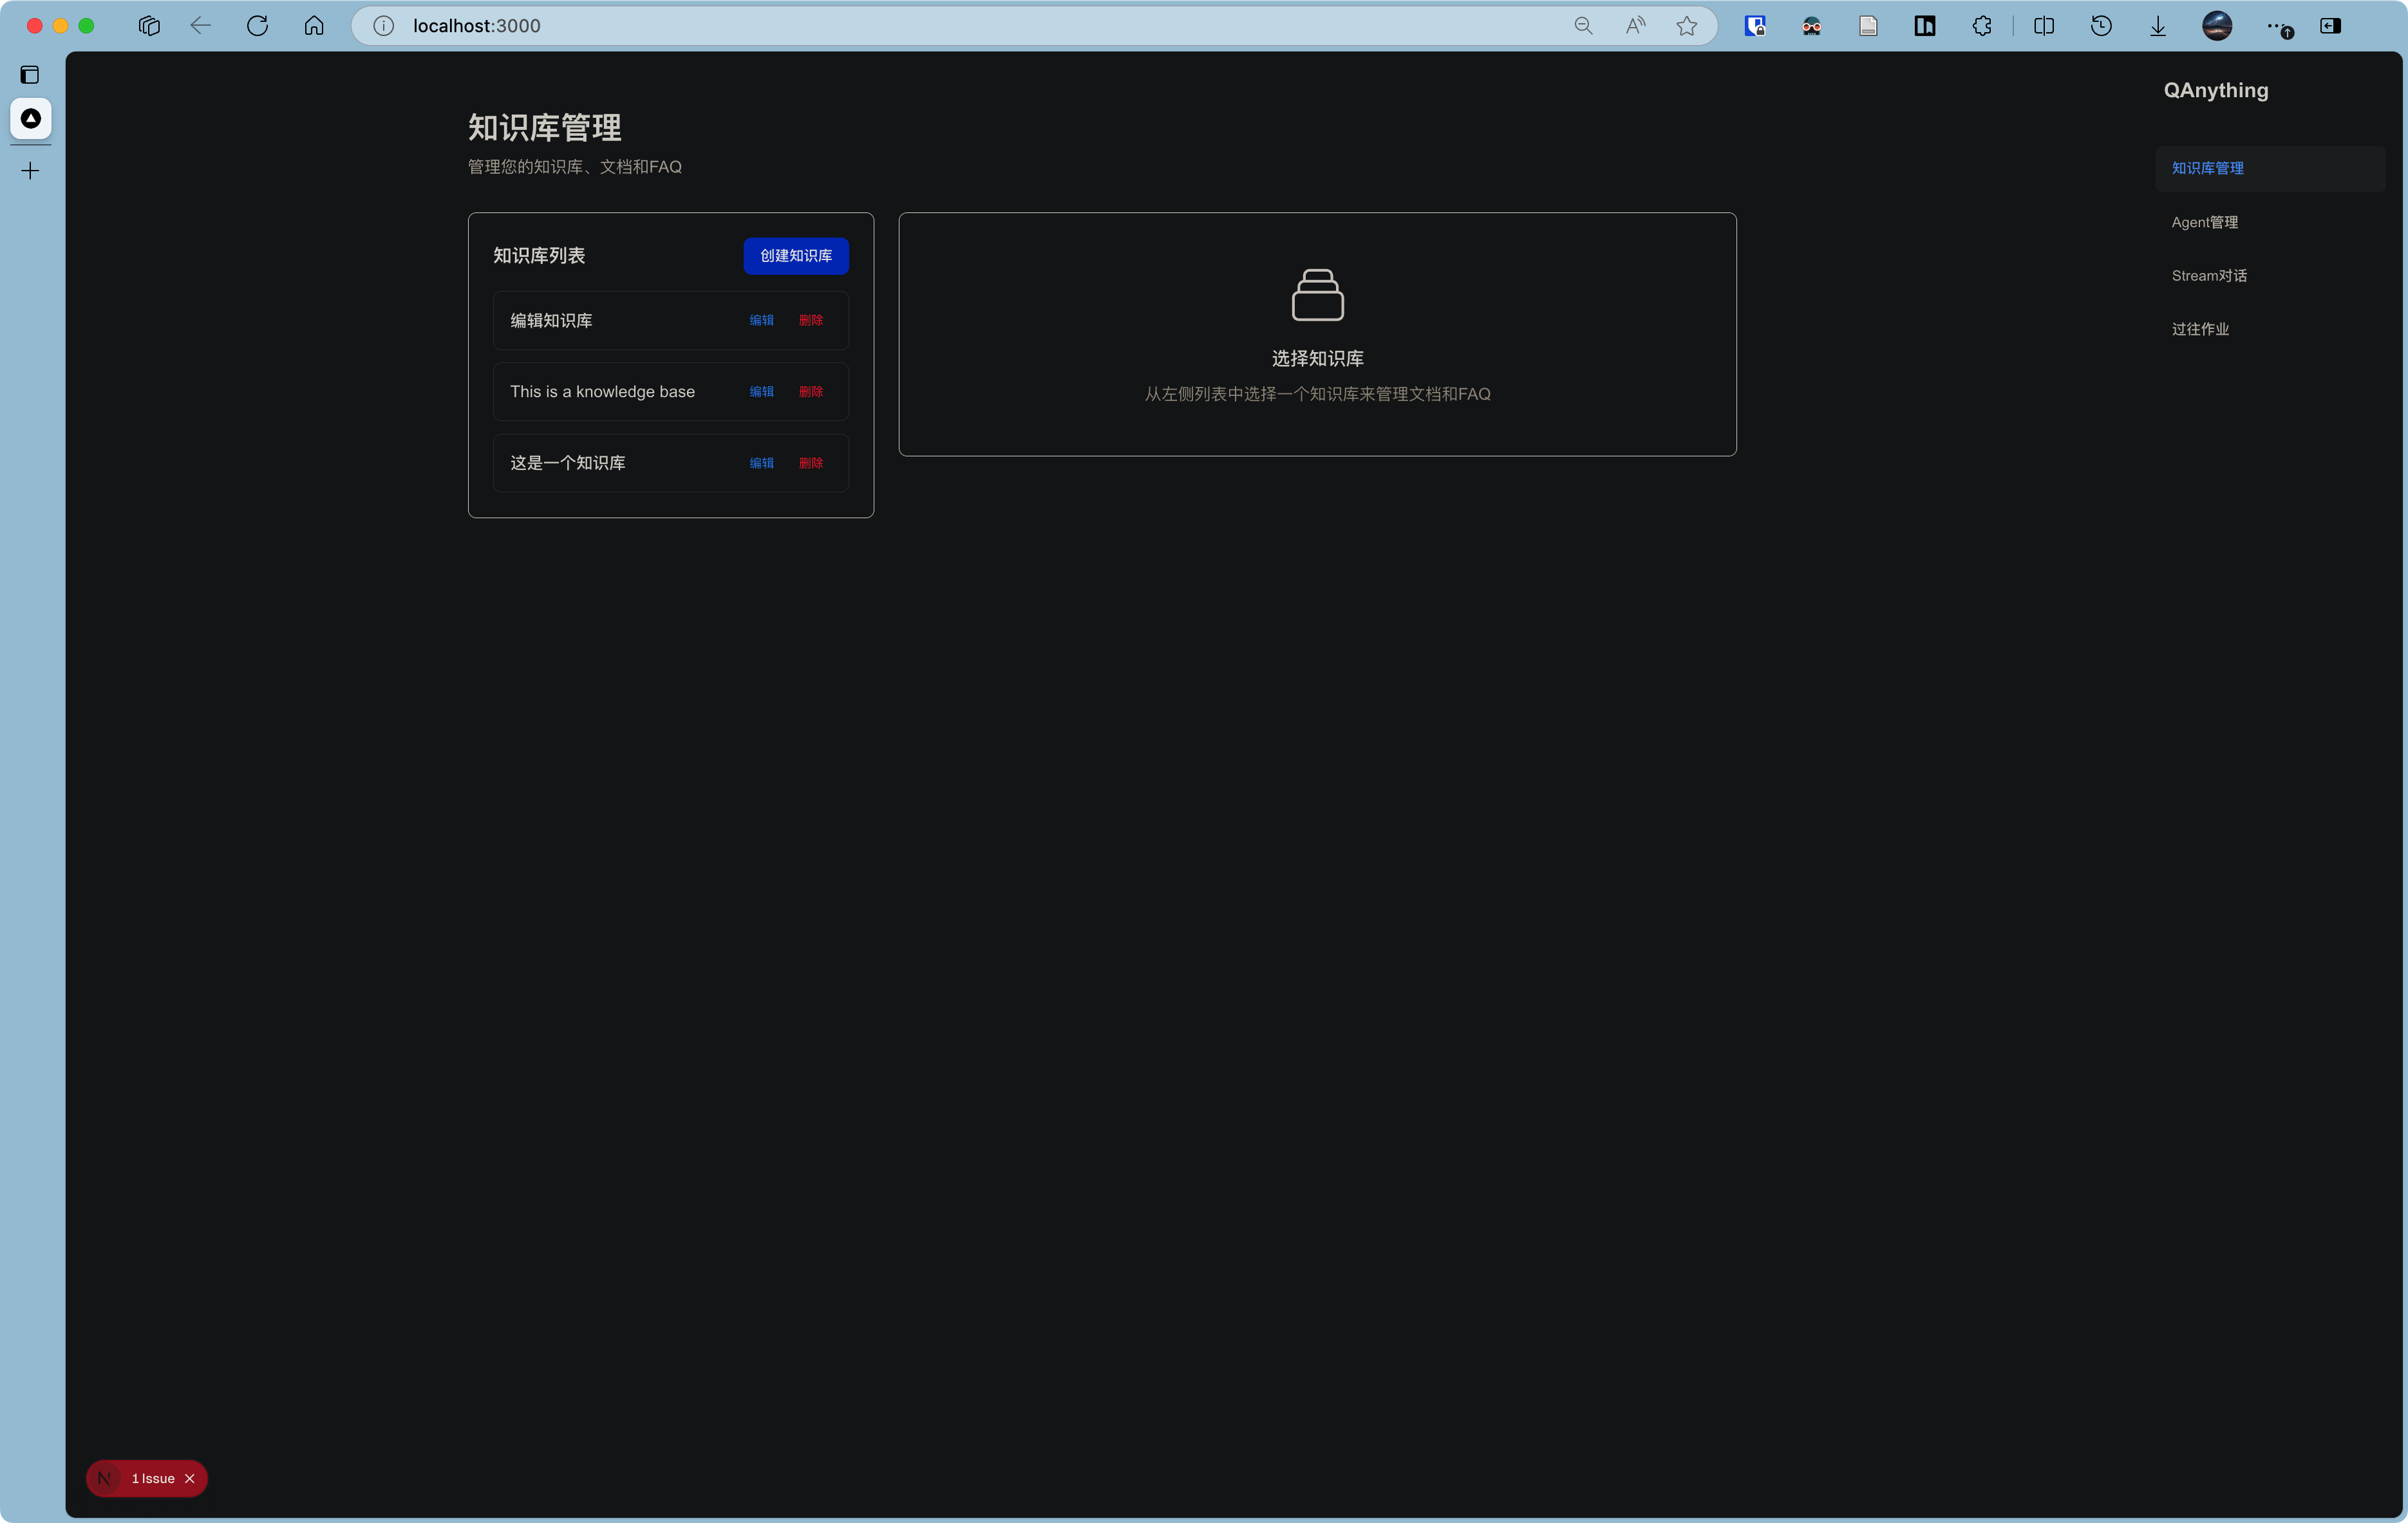 localhost:3000
QAnything
知识库管理
Agent管理
Stream对话
过往作业
知识库管理
管理您的知识库、文档和FAQ
知识库列表
创建知识库
编辑知识库 编辑 删除
This is a knowledge base 编辑 删除
这是一个知识库 编辑 删除
选择知识库
从左侧列表中选择一个知识库来管理文档和FAQ
N 1 Issue